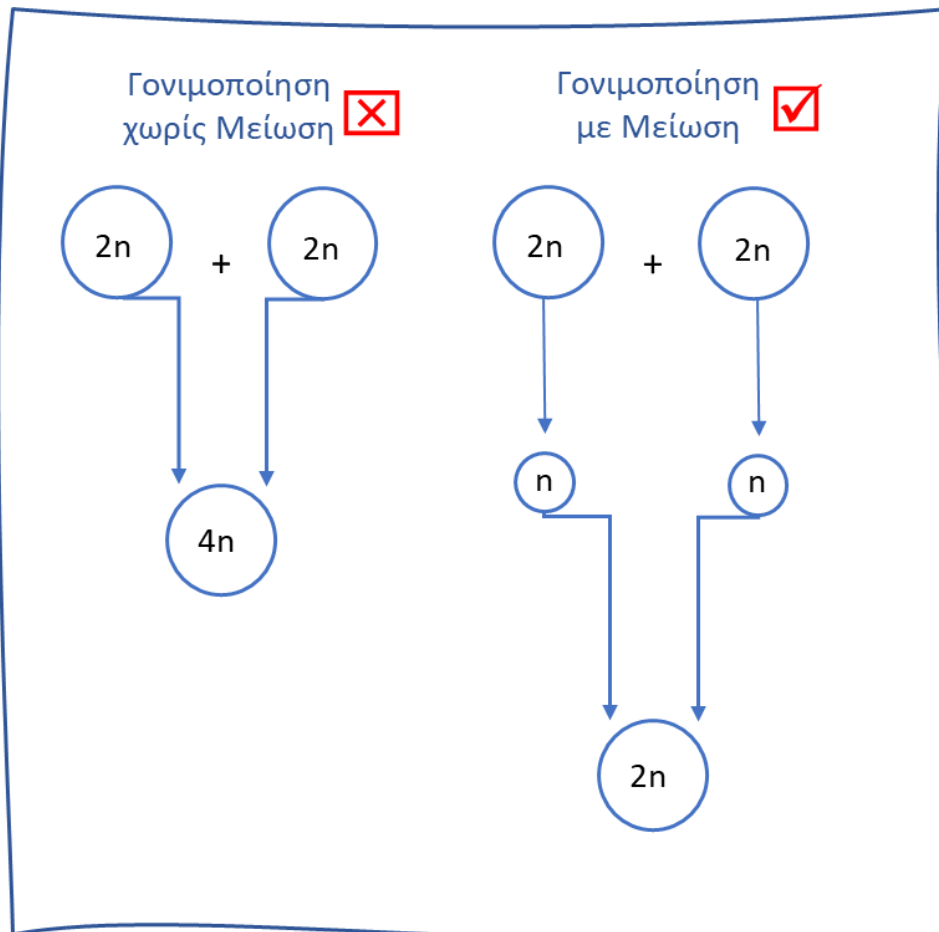 Γονιμοποίηση
χωρίς Μείωση
2n + 2n
4n
Γονιμοποίηση
με Μείωση
2n + 2n
n n
2n